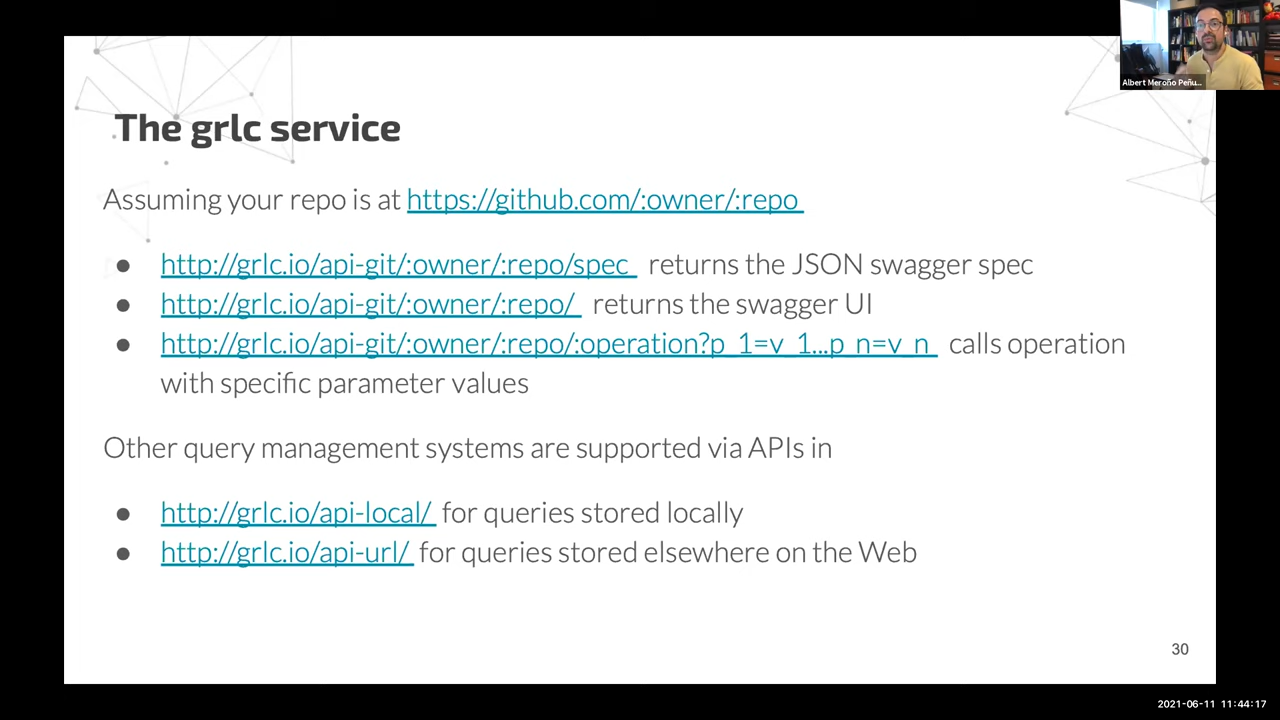 Albert Meroño Peñu...
The grlc service
Assuming your repo is at https://github.com/:owner/:repo
● http://grlc.io/api-git/:owner/:repo/spec returns the JSON swagger spec
● http://grlc.io/api-git/:owner/:repo/ returns the swagger UI
● http://grlc.io/api-git/:owner/:repo/:operation?p_1=v_1...p_n=v_n calls operation
with specific parameter values
Other query management systems are supported via APIs in
● http://grlc.io/api-local/ for queries stored locally
● http://grlc.io/api-url/ for queries stored elsewhere on the Web
30
2021-06-11 11:44:17